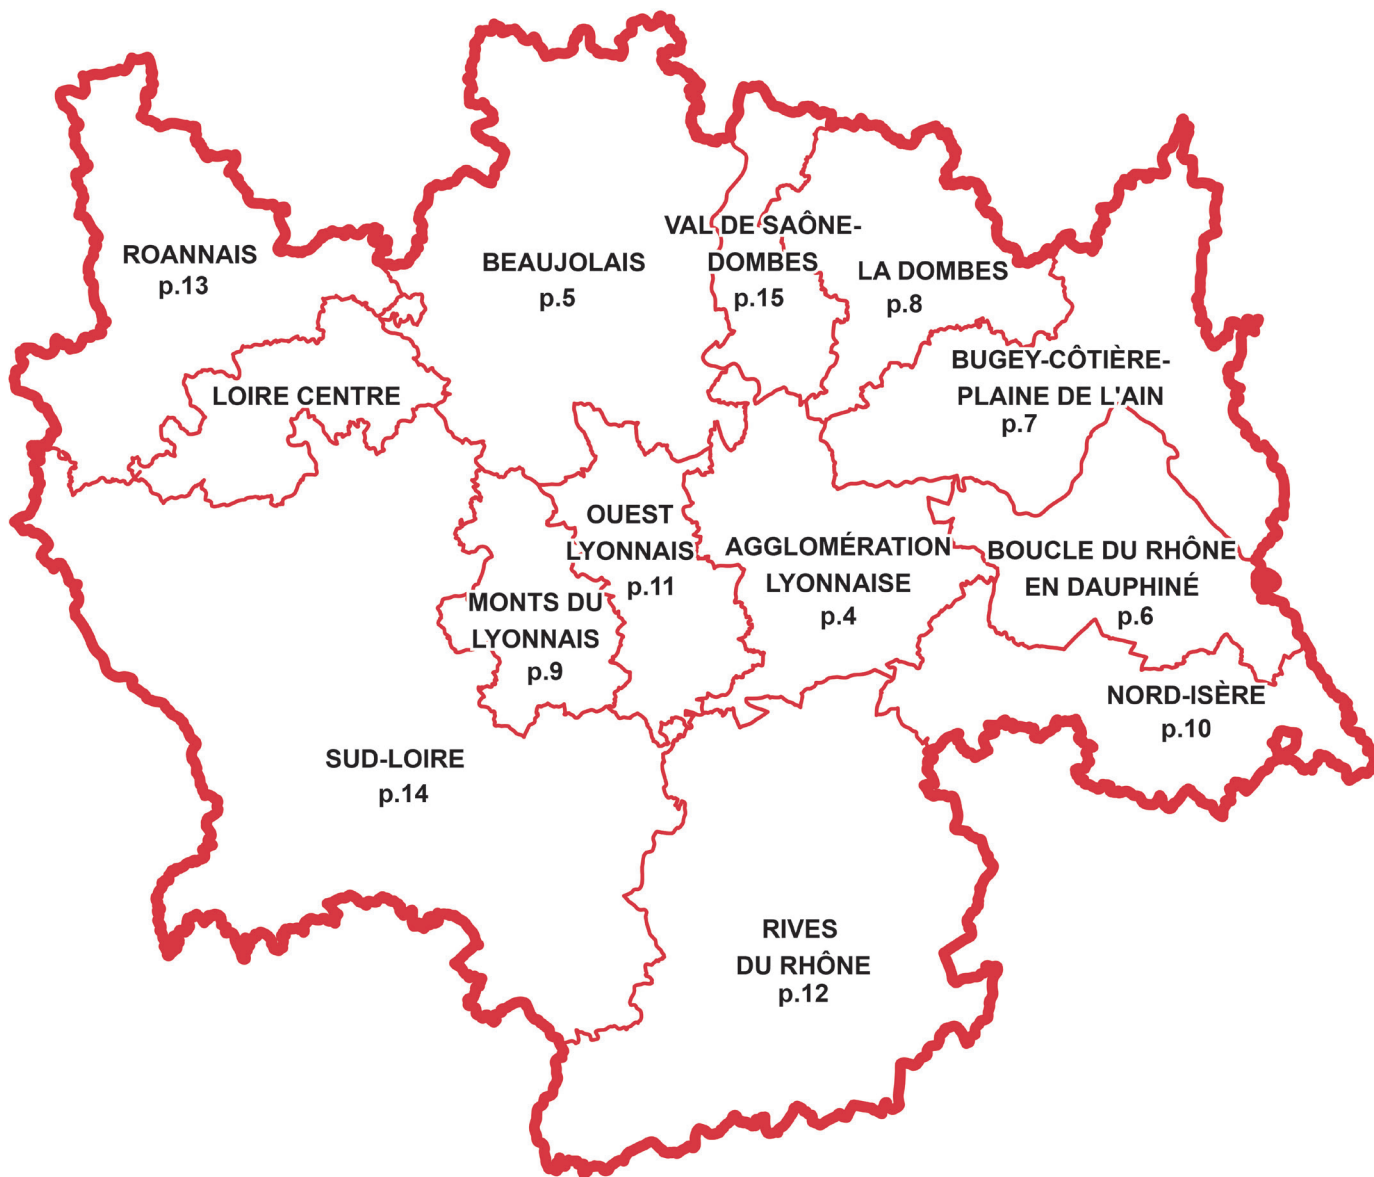 ROANNAIS
p.13
BEAUJOLAIS
p.5
VAL DE SAÔNE-
DOMBES
p.15
LA DOMBES
p.8
LOIRE CENTRE
BUGEY-CÔTIÈRE-
PLAINE DE L'AIN
p.7
OUEST
LYONNAIS
p.11
AGGLOMÉRATION
LYONNAISE
p.4
BOUCLE DU RHÔNE
EN DAUPHINÉ
p.6
MONTS DU
LYONNAIS
p.9
NORD-ISÈRE
p.10
SUD-LOIRE
p.14
RIVES
DU RHÔNE
p.12